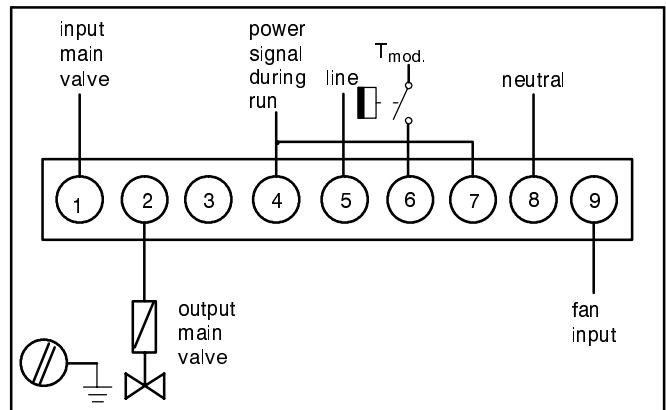 input
main
valve
power
signal
during
run
line
Tmod.
neutral
1 2 3 4 5 6 7 8 9
output
main
valve
fan
input